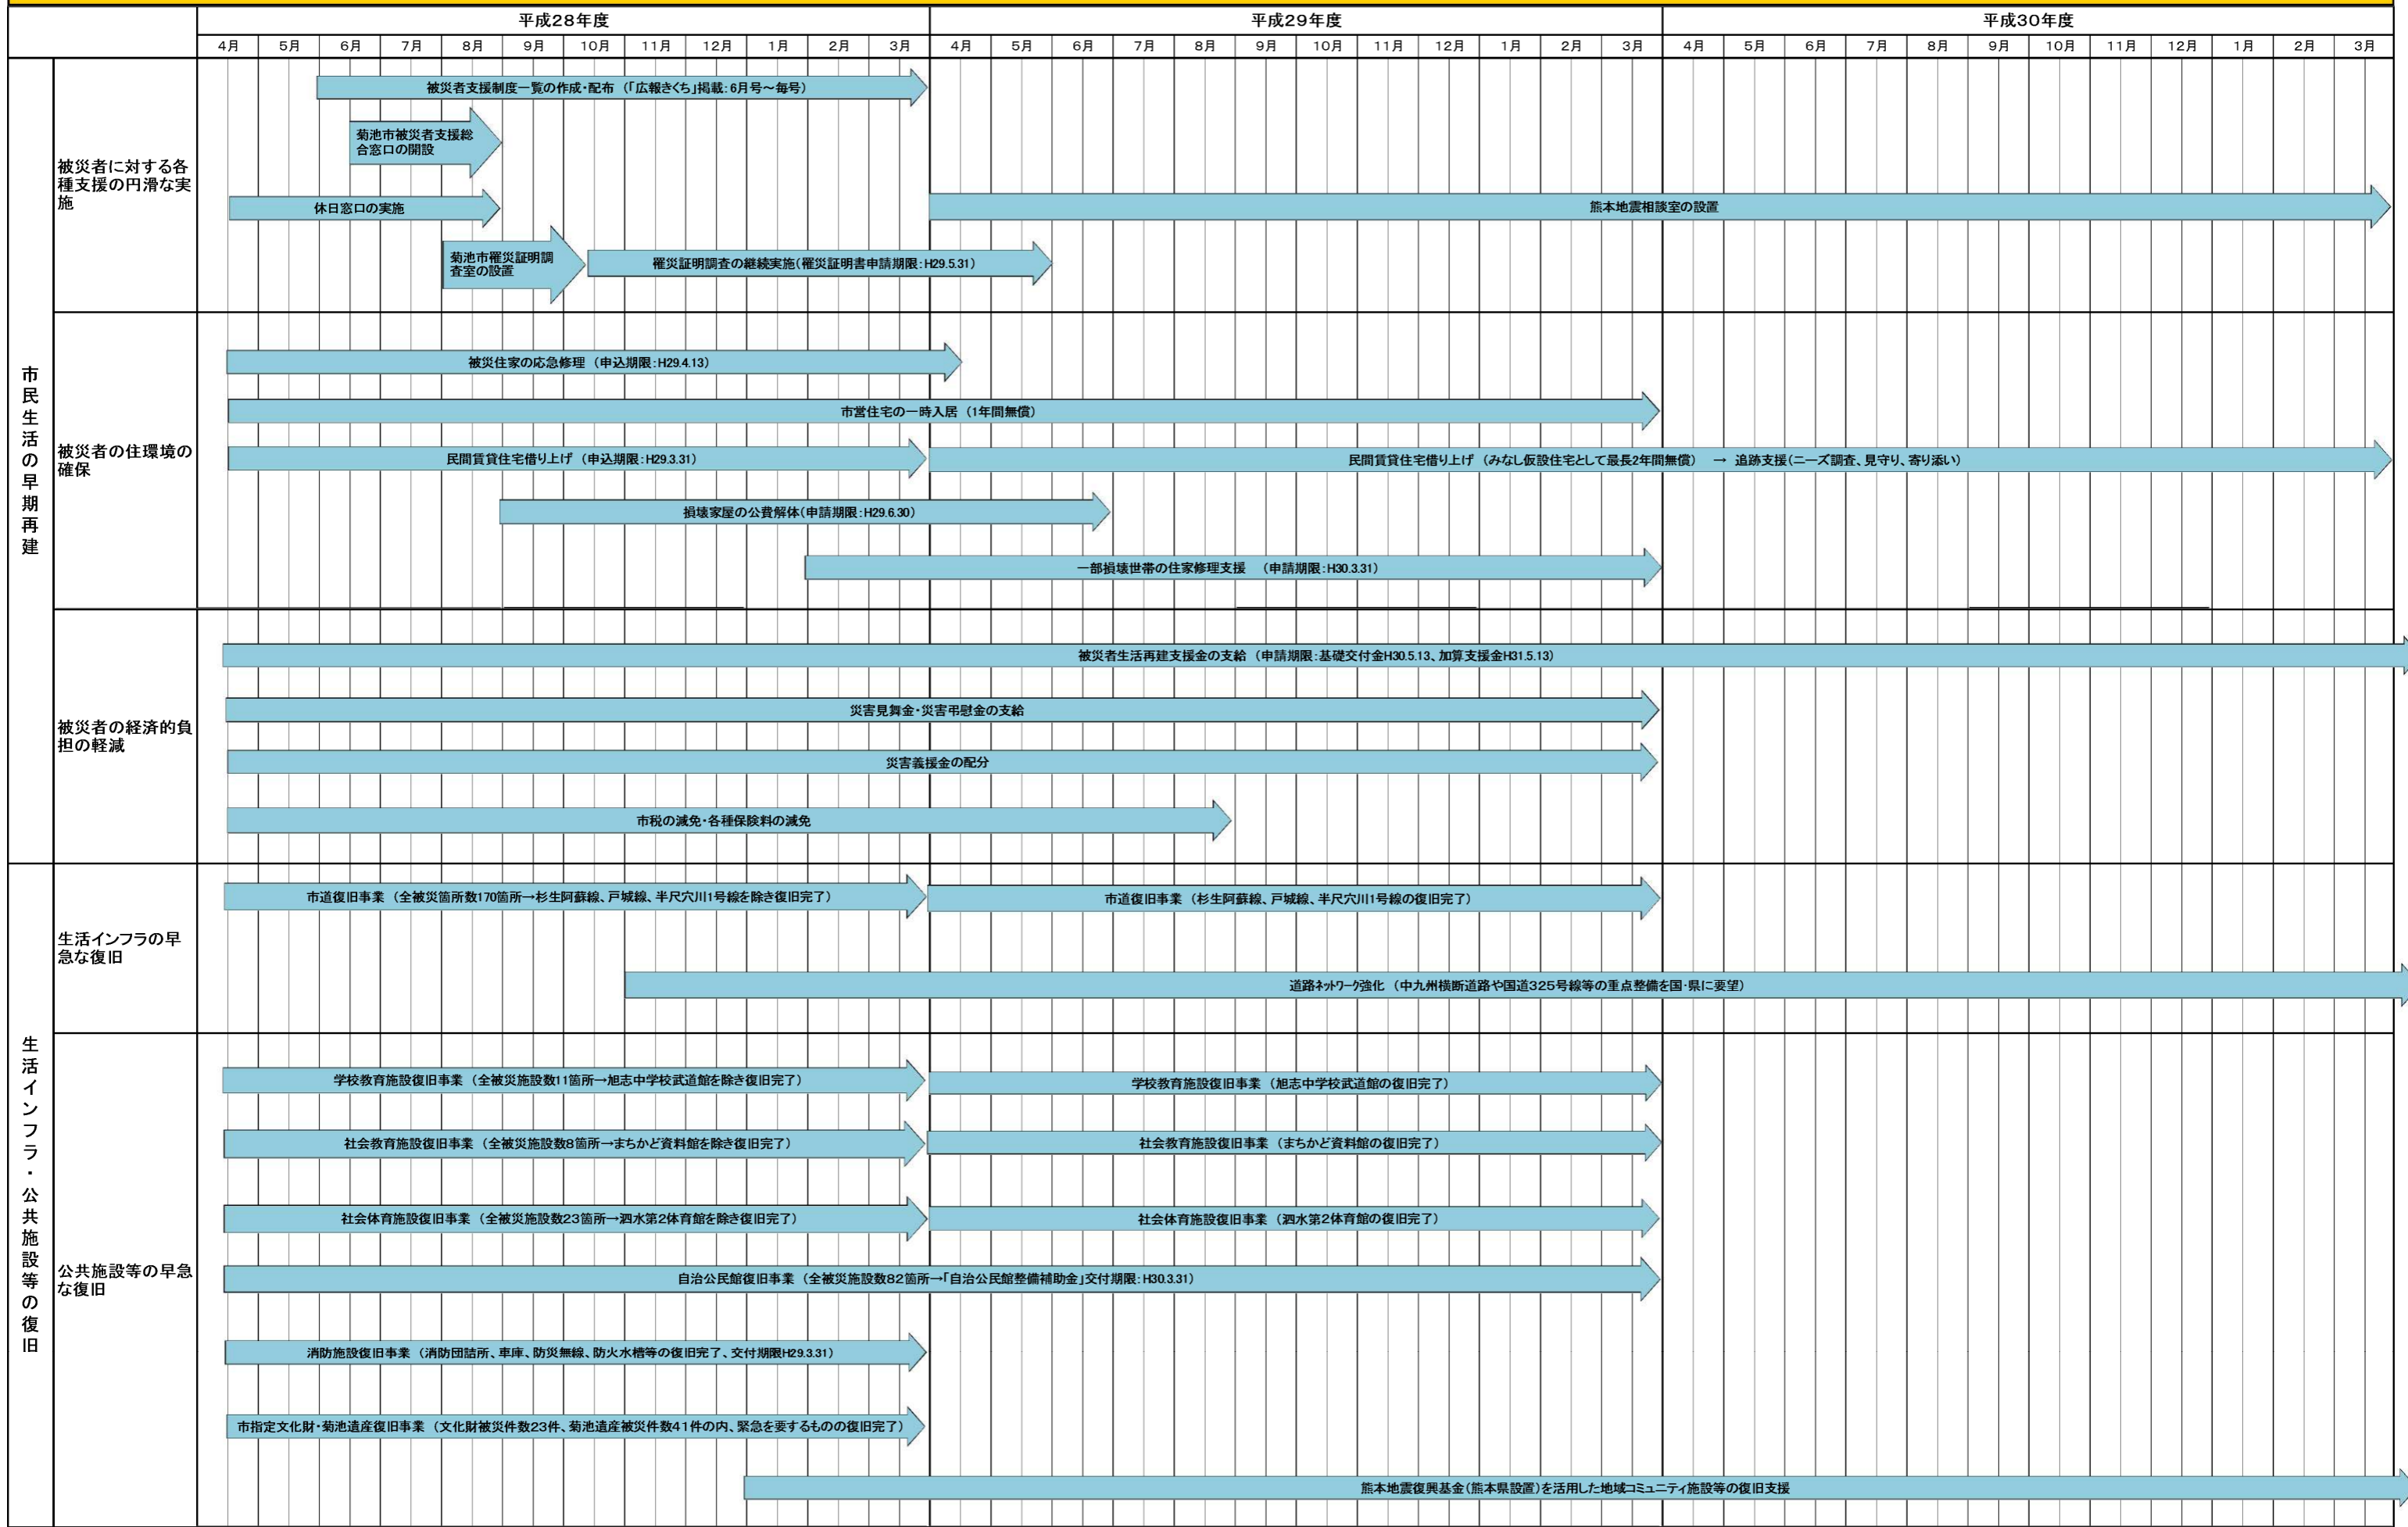 平成28年度
平成29年度
平成30年度
4月 5月 6月 7月 8月 9月 10月 11月 12月 1月 2月 3月 4月 5月 6月 7月 8月 9月 10月 11月 12月 1月 2月 3月 4月 5月 6月 7月 8月 9月 10月 11月 12月 1月 2月 3月
市民生活の早期再建
被災者に対する各
種支援の円滑な実
施
被災者支援制度一覧の作成・配布 （「広報きくち」掲載：6月号～毎号）
菊池市被災者支援総
合窓口の開設
休日窓口の実施
熊本地震相談室の設置
菊池市罹災証明調
査室の設置
罹災証明調査の継続実施（罹災証明書申請期限：H29.5.31）
被災者の住環境の
確保
被災住家の応急修理 （申込期限：H29.4.13）
市営住宅の一時入居 （1年間無償）
民間賃貸住宅借り上げ （申込期限：H29.3.31）
民間賃貸住宅借り上げ （みなし仮設住宅として最長2年間無償） → 追跡支援（ニーズ調査、見守り、寄り添い）
損壊家屋の公費解体（申請期限：H29.6.30）
一部損壊世帯の住家修理支援 （申請期限：H30.3.31）
被災者の経済的負
担の軽減
被災者生活再建支援金の支給 （申請期限：基礎交付金H30.5.13、加算支援金H31.5.13）
災害見舞金・災害弔慰金の支給
災害義援金の配分
市税の減免・各種保険料の減免
生活インフラ・公共施設等の復旧
生活インフラの早
急な復旧
市道復旧事業 （全被災箇所数170箇所→杉生阿蘇線、戸城線、半尺穴川1号線を除き復旧完了）
市道復旧事業 （杉生阿蘇線、戸城線、半尺穴川1号線の復旧完了）
道路ネットワーク強化 （中九州横断道路や国道325号線等の重点整備を国・県に要望）
公共施設等の早急
な復旧
学校教育施設復旧事業 （全被災施設数11箇所→旭志中学校武道館を除き復旧完了）
学校教育施設復旧事業 （旭志中学校武道館の復旧完了）
社会教育施設復旧事業 （全被災施設数8箇所→まちかど資料館を除き復旧完了）
社会教育施設復旧事業 （まちかど資料館の復旧完了）
社会体育施設復旧事業 （全被災施設数23箇所→泗水第2体育館を除き復旧完了）
社会体育施設復旧事業 （泗水第2体育館の復旧完了）
自治公民館復旧事業 （全被災施設数82箇所→「自治公民館整備補助金」交付期限：H30.3.31）
消防施設復旧事業 （消防団詰所、車庫、防災無線、防火水槽等の復旧完了、交付期限H29.3.31）
市指定文化財・菊池遺産復旧事業 （文化財被災件数23件、菊池遺産被災件数41件の内、緊急を要するものの復旧完了）
熊本地震復興基金（熊本県設置）を活用した地域コミュニティ施設等の復旧支援